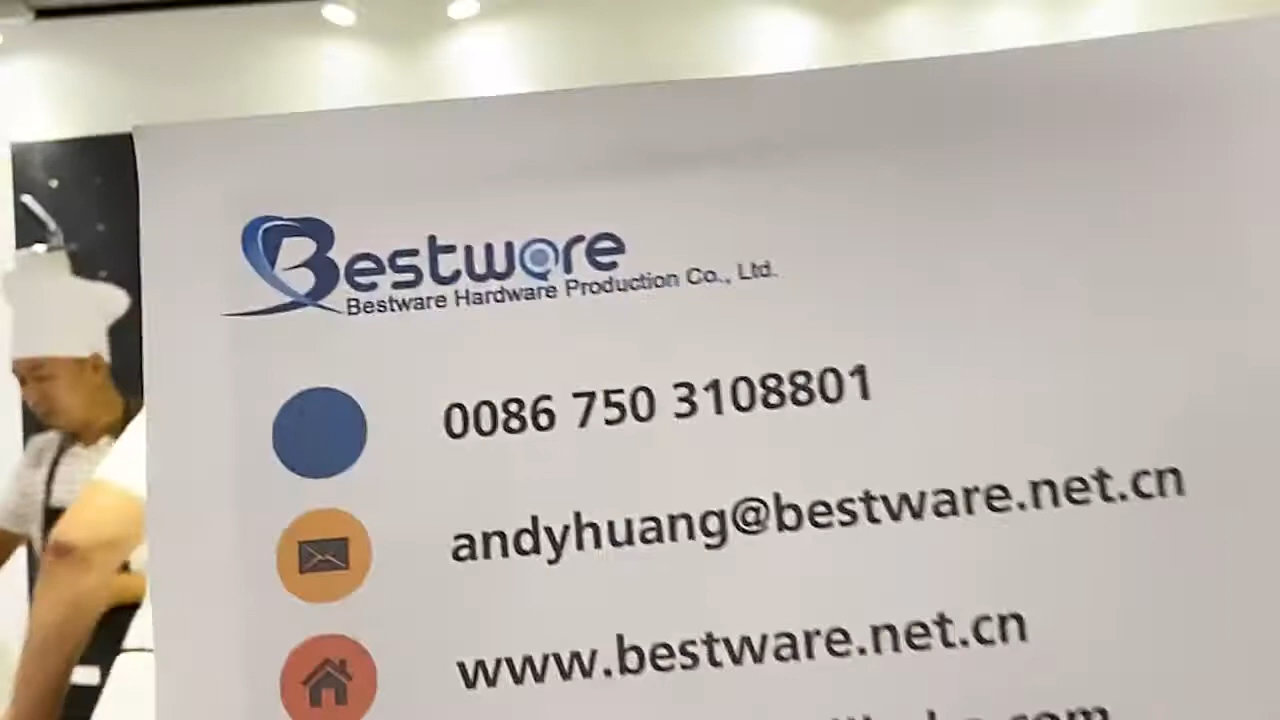 Bestware
Bestware Hardware Production Co., Ltd.
0086 750 3108801
andyhuang@bestware.net.cn
www.bestware.net.cn